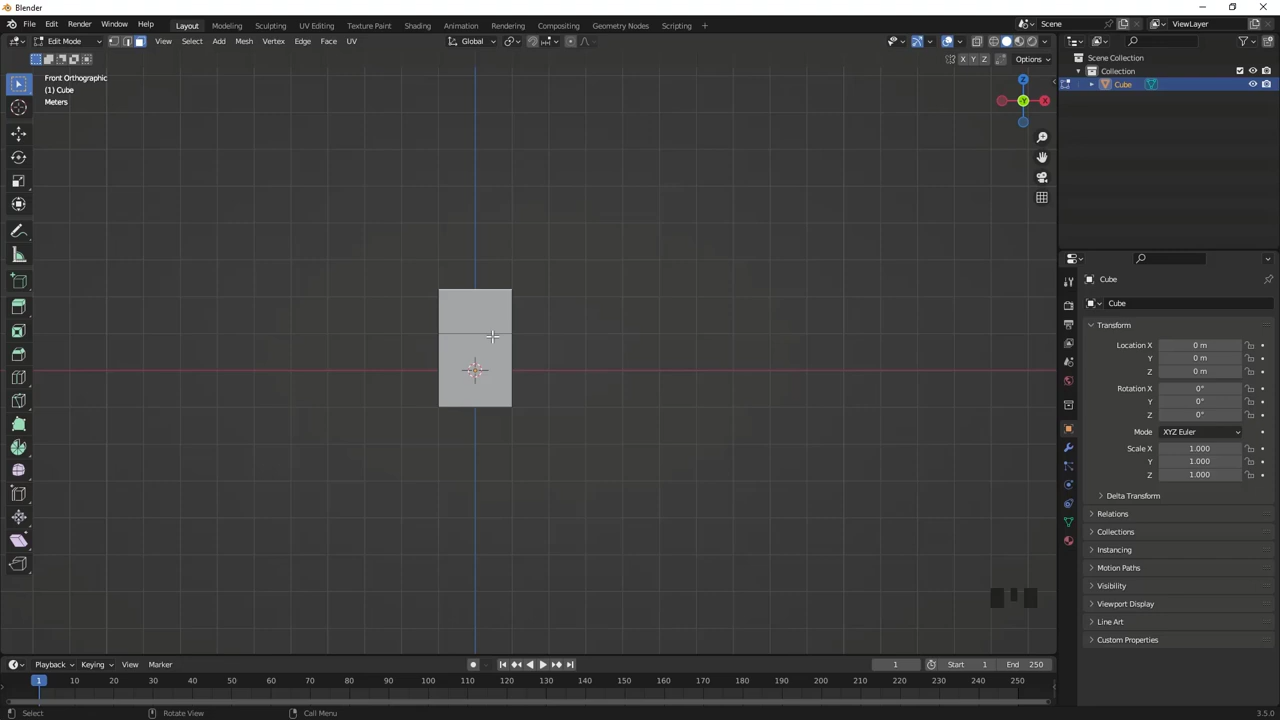 Blender
File Edit Render Window Help Layout Modeling Sculpting UV Editing Texture Paint Shading Animation Rendering Compositing Geometry Nodes Scripting + Scene ViewLayer
Edit Mode View Select Add Mesh Vertex Edge Face UV Global
X Y Z Options
Front Orthographic
(1) Cube
Meters
Z
Y
X
Scene Collection
Collection
Cube
Cube
Cube
Transform
Location X 0 m
Y 0 m
Z 0 m
Rotation X 0°
Y 0°
Z 0°
Mode XYZ Euler
Scale X 1.000
Y 1.000
Z 1.000
Delta Transform
Relations
Collections
Instancing
Motion Paths
Visibility
Viewport Display
Line Art
Custom Properties
Playback Keying View Marker 1 Start 1 End 250
1 10 20 30 40 50 60 70 80 90 100 110 120 130 140 150 160 170 180 190 200 210 220 230 240 250
Select Rotate View Call Menu 3.5.0